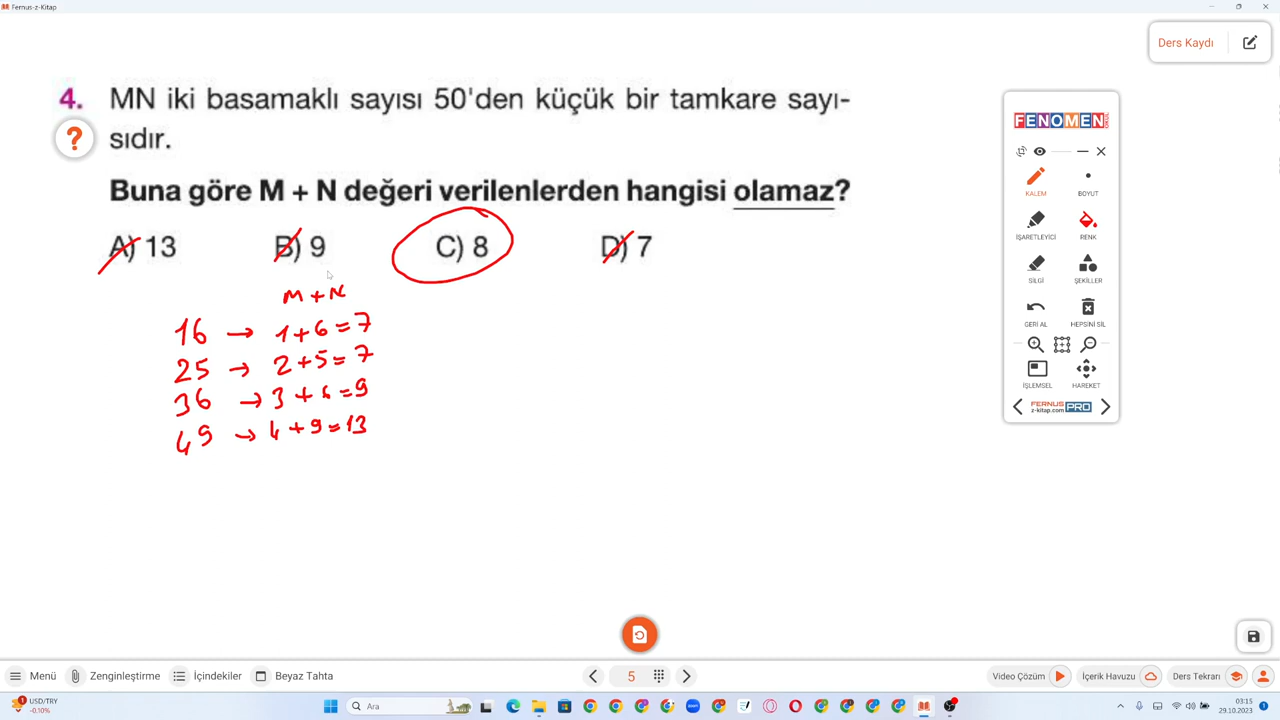 Fernus-z-Kitap
Ders Kaydı
4. MN iki basamaklı sayısı 50'den küçük bir tamkare sayı-
sıdır.
?
Buna göre M + N değeri verilenlerden hangisi olamaz?
A) 13 B) 9 C) 8 D) 7
M + N
16 → 1 + 6 = 7
25 → 2 + 5 = 7
36 → 3 + 6 = 9
49 → 4 + 9 = 13
FENOMEN
KALEM BOYUT
İŞARETLEYİCİ RENK
SİLGİ ŞEKİLLER
GERİ AL HEPSİNİ SİL
İŞLEMSEL HAREKET
FERNUS
z-kitap.com PRO
Menü Zenginleştirme İçindekiler Beyaz Tahta 5 Video Çözüm İçerik Havuzu Ders Tekrarı
USD/TRY
-0.10%
Ara
03:15
29.10.2023